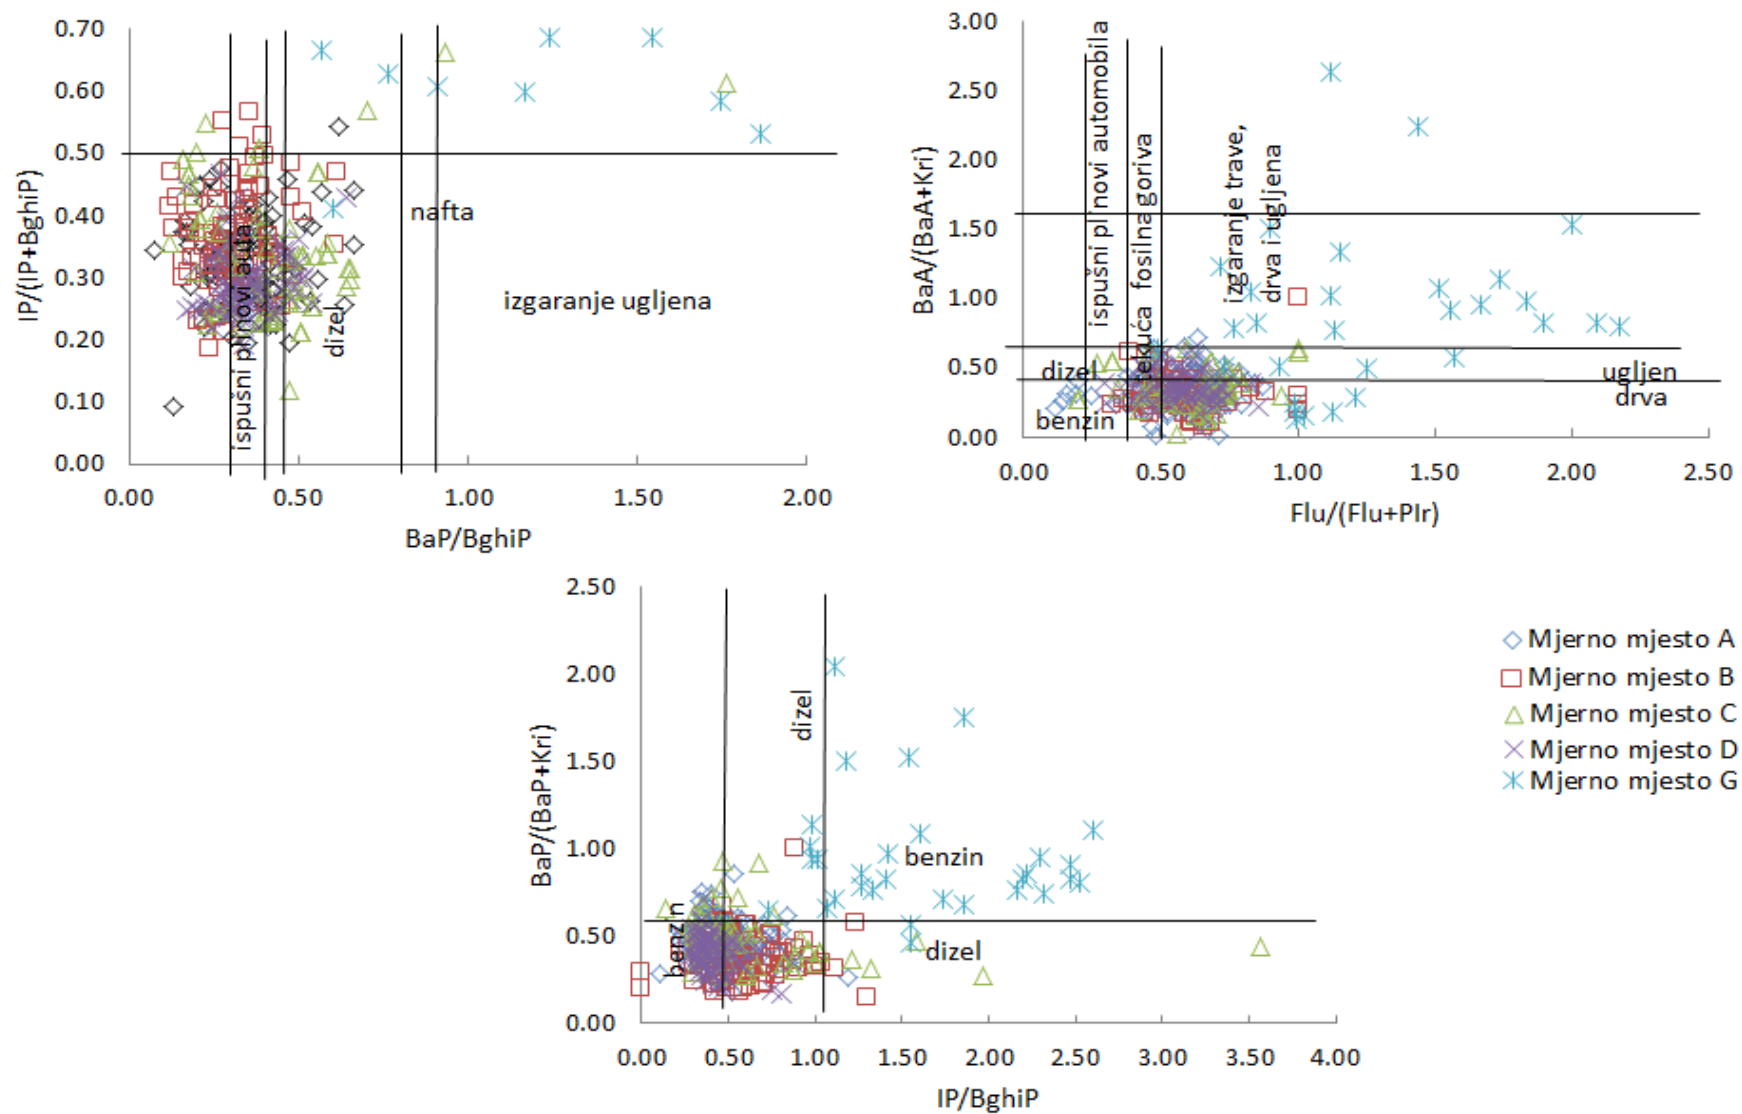 0.70
0.60
0.50
0.40
0.30
0.20
0.10
0.00
IP/(IP+BghiP)
ispušni plinovi auta
dizel
nafta
izgaranje ugljena
0.00 0.50 1.00 1.50 2.00
BaP/BghiP
3.00
2.50
2.00
1.50
1.00
0.50
0.00
BaA/(BaA+Kri)
ispušni plinovi automobila
tekuća fosilna goriva
izgaranje trave,
drva i ugljena
dizel
benzin
ugljen
drva
0.00 0.50 1.00 1.50 2.00 2.50
Flu/(Flu+PIr)
2.50
2.00
1.50
1.00
0.50
0.00
BaP/(BaP+Kri)
benzin
dizel
benzin
dizel
0.00 0.50 1.00 1.50 2.00 2.50 3.00 3.50 4.00
IP/BghiP
Mjerno mjesto A
Mjerno mjesto B
Mjerno mjesto C
Mjerno mjesto D
Mjerno mjesto G